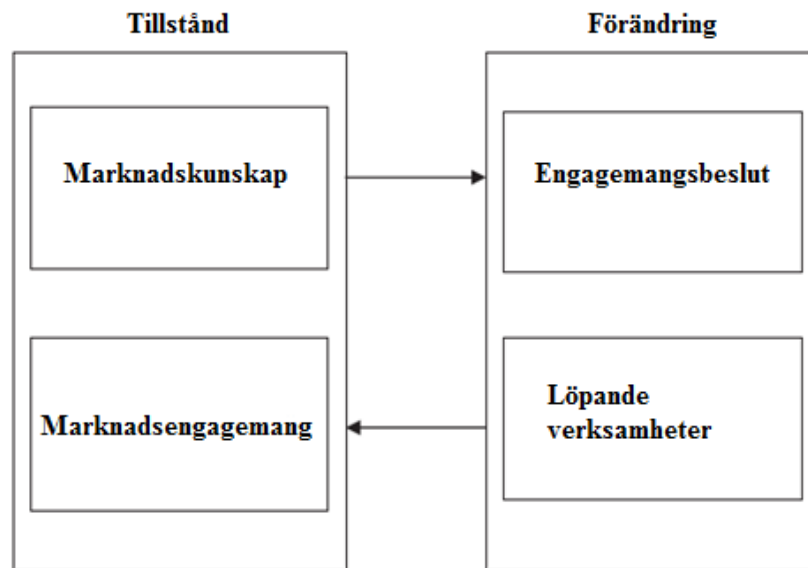 Tillstånd
Förändring
Marknadskunskap
Engagemangsbeslut
Marknadsengagemang
Löpande
verksamheter